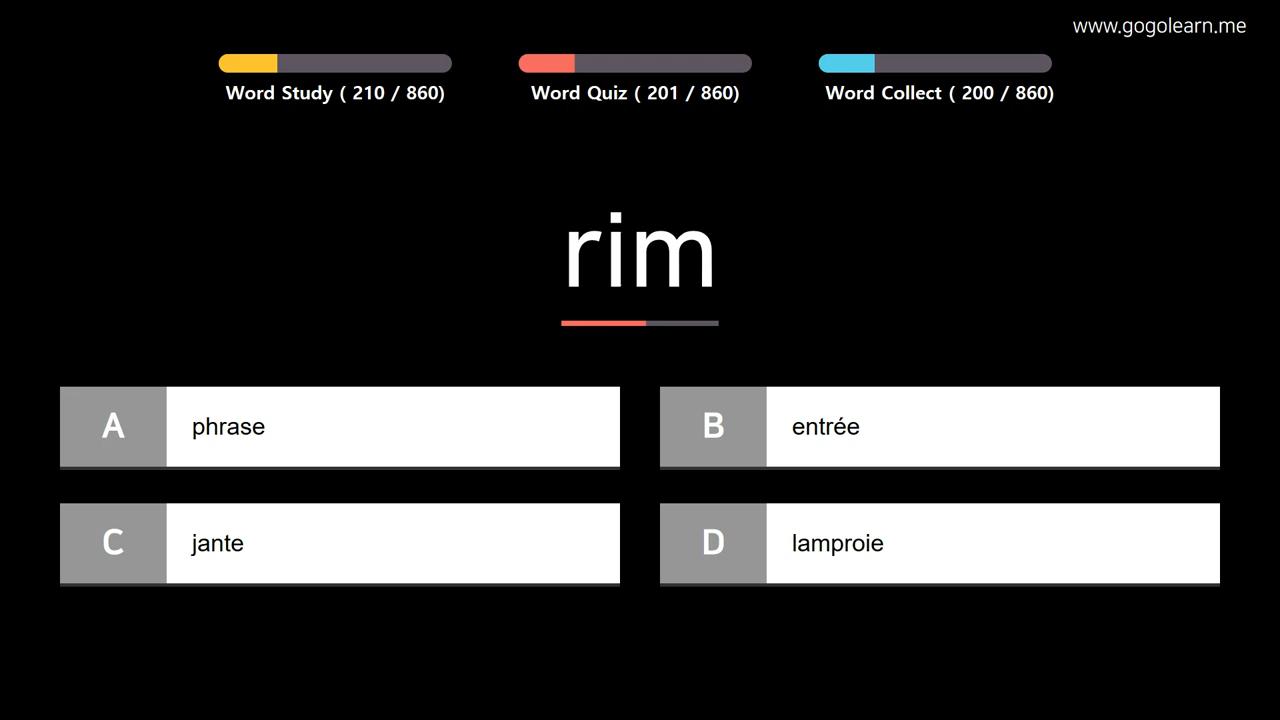 www.gogolearn.me
Word Study ( 210 / 860)
Word Quiz ( 201 / 860)
Word Collect ( 200 / 860)
rim
A phrase
B entrée
C jante
D lamproie